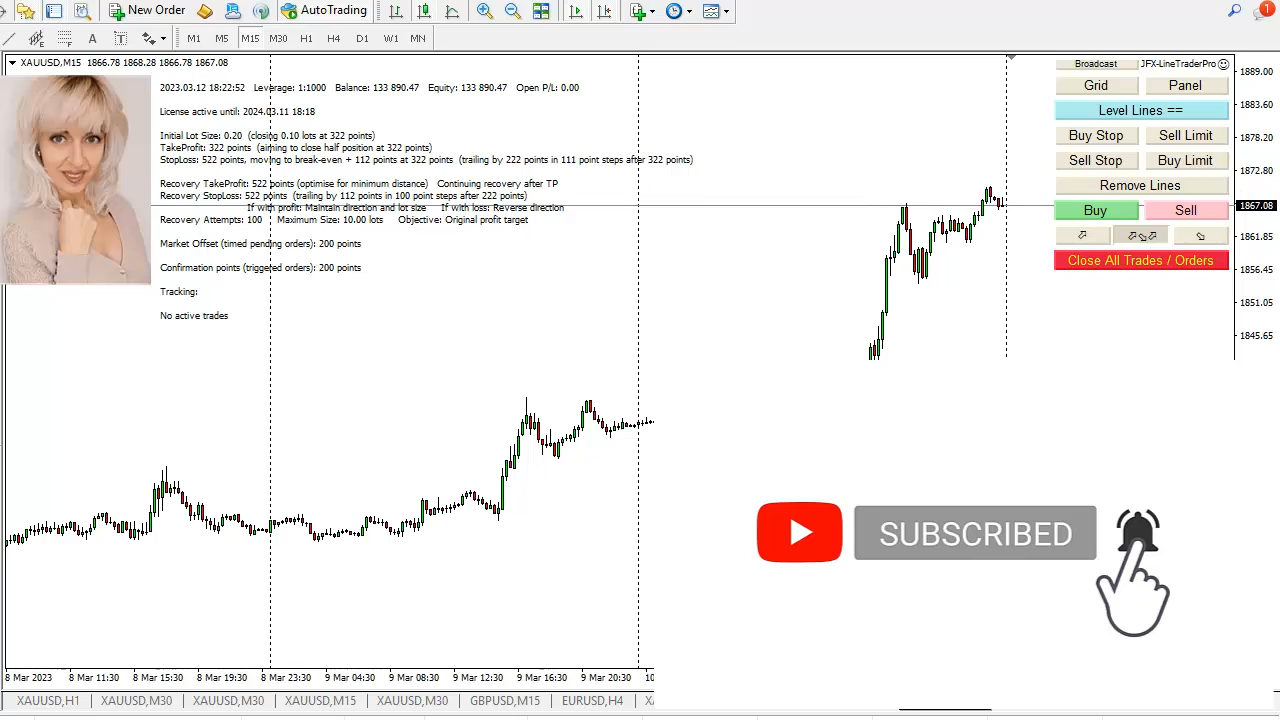 New Order
AutoTrading
1
A
T
M1 M5 M15 M30 H1 H4 D1 W1 MN
XAUUSD,M15 1866.78 1868.28 1866.78 1867.08
2023.03.12 18:22:52 Leverage: 1:1000 Balance: 133 890.47 Equity: 133 890.47 Open P/L: 0.00
License active until: 2024.03.11 18:18
Initial Lot Size: 0.20 (closing 0.10 lots at 322 points)
TakeProfit: 322 points (aiming to close half position at 322 points)
StopLoss: 522 points, moving to break-even + 112 points at 322 points (trailing by 222 points in 111 point steps after 322 points)
Recovery TakeProfit: 522 points (optimise for minimum distance) Continuing recovery after TP
Recovery StopLoss: 522 points (trailing by 112 points in 100 point steps after 222 points)
If with profit: Maintain direction and lot size If with loss: Reverse direction
Recovery Attempts: 100 Maximum Size: 10.00 lots Objective: Original profit target
Market Offset (timed pending orders): 200 points
Confirmation points (triggered orders): 200 points
Tracking:
No active trades
Broadcast JFX-LineTraderPro
Grid Panel
Level Lines ==
Buy Stop Sell Limit
Sell Stop Buy Limit
Remove Lines
Buy Sell
Close All Trades / Orders
1889.00
1883.60
1878.20
1872.80
1867.08
1861.85
1856.45
1851.05
1845.65
SUBSCRIBED
8 Mar 2023 8 Mar 11:30 8 Mar 15:30 8 Mar 19:30 8 Mar 23:30 9 Mar 04:30 9 Mar 08:30 9 Mar 12:30 9 Mar 16:30 9 Mar 20:30 10
XAUUSD,H1 XAUUSD,M30 XAUUSD,M30 XAUUSD,M15 XAUUSD,M30 GBPUSD,M15 EURUSD,H4 XA